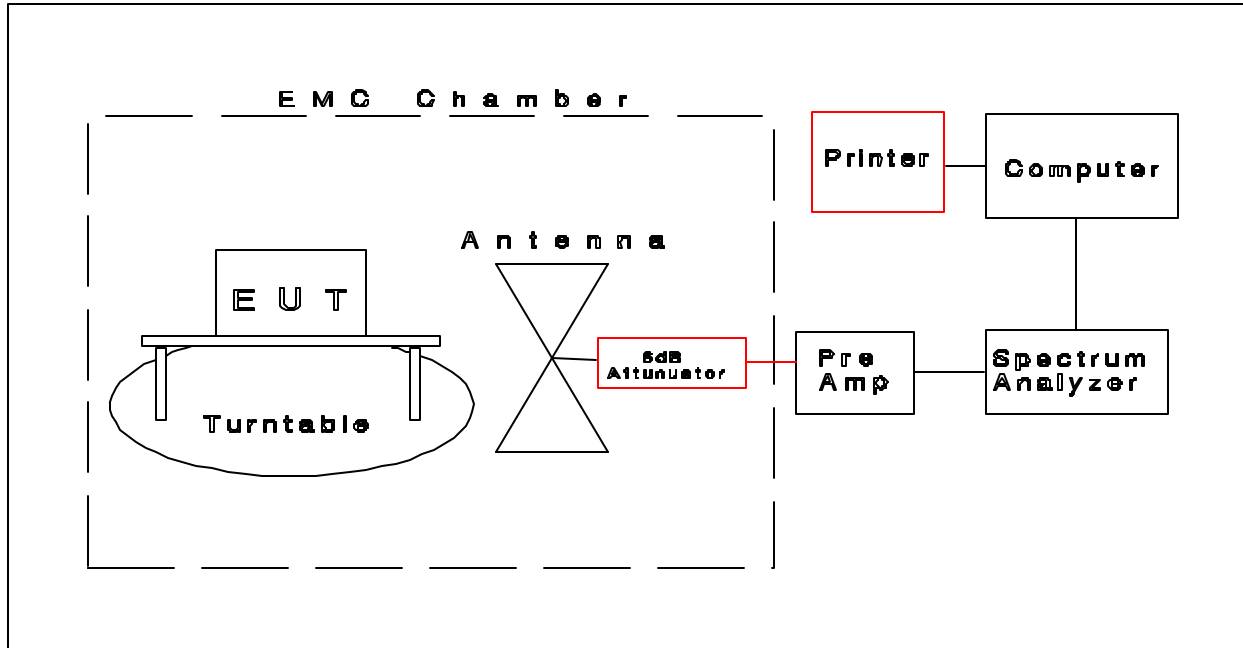 EMC Chamber
Printer
Computer
Antenna
EUT
6dB
Attunuator
Pre
Amp
Spectrum
Analyzer
Turntable